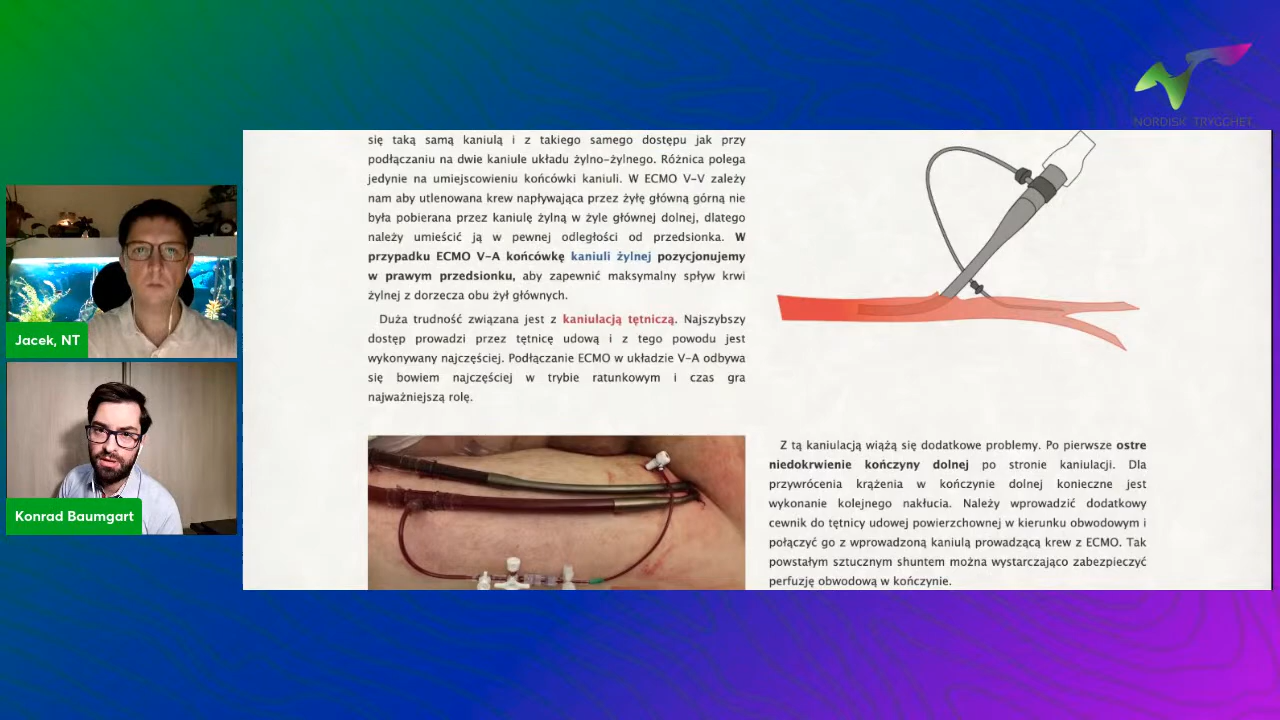 NORDISK TRYGGHET
się taką samą kaniulą i z takiego samego dostępu jak przy
podłączaniu na dwie kaniule układu żylno-żylnego. Różnica polega
jedynie na umiejscowieniu końcówki kaniuli. W ECMO V-V zależy
nam aby utlenowana krew napływająca przez żyłę główną górną nie
była pobierana przez kaniulę żylną w żyle głównej dolnej, dlatego
należy umieścić ją w pewnej odległości od przedsionka. W
przypadku ECMO V-A końcówkę kaniuli żylnej pozycjonujemy
w prawym przedsionku, aby zapewnić maksymalny spływ krwi
żylnej z dorzecza obu żył głównych.
Duża trudność związana jest z kaniulacją tętniczą. Najszybszy
dostęp prowadzi przez tętnicę udową i z tego powodu jest
wykonywany najczęściej. Podłączanie ECMO w układzie V-A odbywa
się bowiem najczęściej w trybie ratunkowym i czas gra
najważniejszą rolę.
Z tą kaniulacją wiążą się dodatkowe problemy. Po pierwsze ostre
niedokrwienie kończyny dolnej po stronie kaniulacji. Dla
przywrócenia krążenia w kończynie dolnej konieczne jest
wykonanie kolejnego nakłucia. Należy wprowadzić dodatkowy
cewnik do tętnicy udowej powierzchownej w kierunku obwodowym i
połączyć go z wprowadzoną kaniulą prowadzącą krew z ECMO. Tak
powstałym sztucznym shuntem można wystarczająco zabezpieczyć
perfuzję obwodową w kończynie.
Jacek, NT
Konrad Baumgart